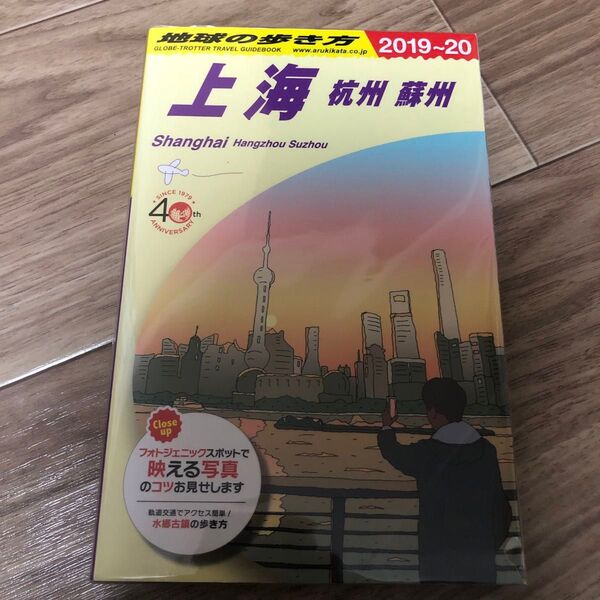 地球の歩き方
GLOBE-TROTTER TRAVEL GUIDEBOOK
www.arukikata.co.jp
2019~20
上海 杭州 蘇州
Shanghai Hangzhou Suzhou
SINCE 1979
40th
ANNIVERSARY
Close up
フォトジェニックスポットで
映える写真
のコツお見せします
軌道交通でアクセス簡単!
水郷古鎮の歩き方